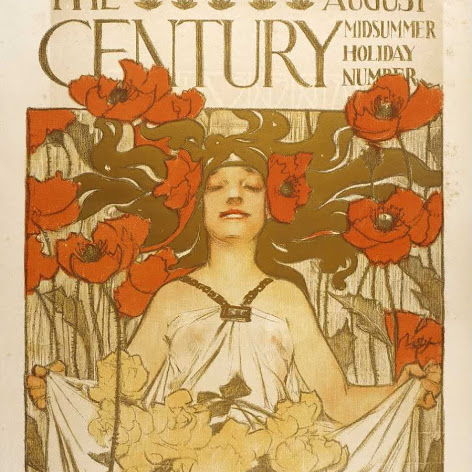 THE
CENTURY
AUGUST
MIDSUMMER
HOLIDAY
NUMBER